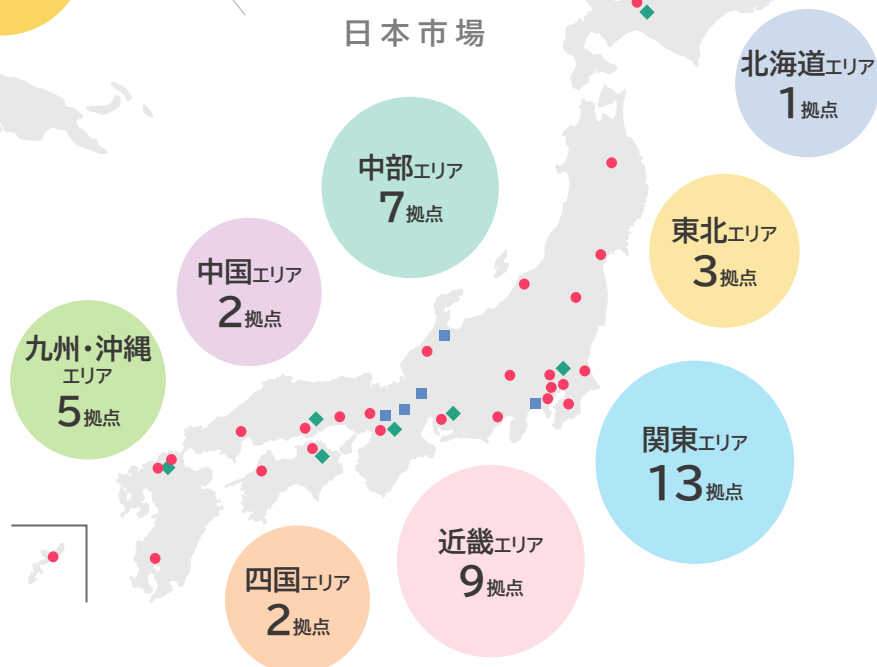 日本市場
北海道エリア
1拠点
中部エリア
7拠点
東北エリア
3拠点
中国エリア
2拠点
九州・沖縄
エリア
5拠点
関東エリア
13拠点
近畿エリア
9拠点
四国エリア
2拠点